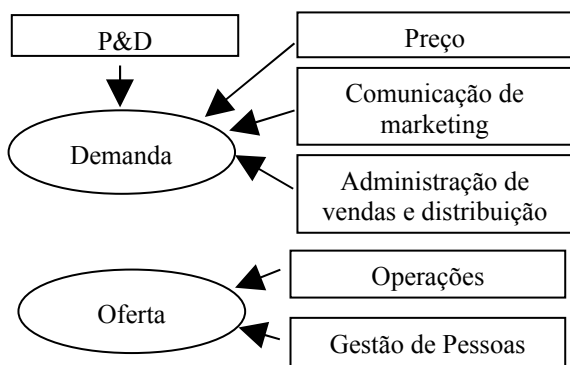 P&D
Preço
Comunicação de
marketing
Demanda
Administração de
vendas e distribuição
Operações
Oferta
Gestão de Pessoas